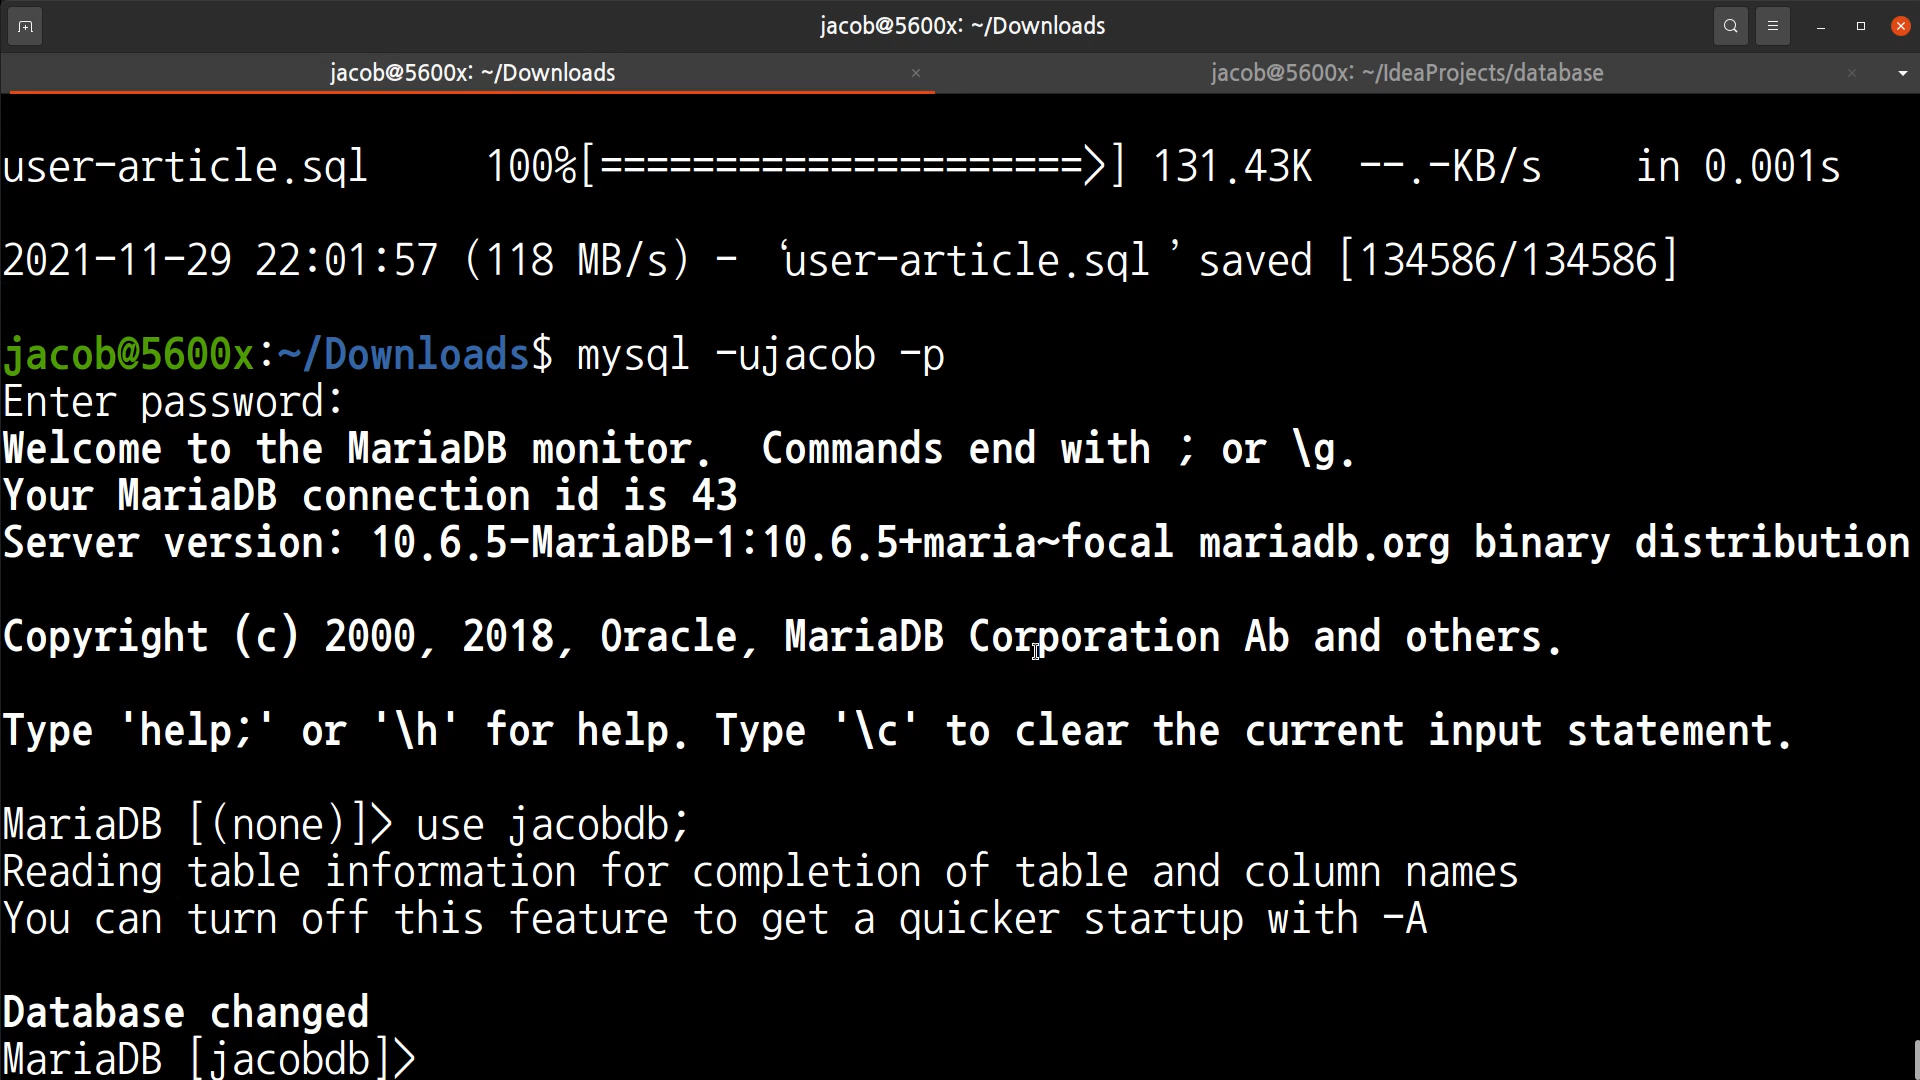 jacob@5600x: ~/Downloads
jacob@5600x: ~/Downloads
jacob@5600x: ~/IdeaProjects/database
user-article.sql     100%[=====================>] 131.43K  --.-KB/s    in 0.001s
2021-11-29 22:01:57 (118 MB/s) - ‘user-article.sql’ saved [134586/134586]
jacob@5600x:~/Downloads$ mysql -ujacob -p
Enter password:
Welcome to the MariaDB monitor.  Commands end with ; or \g.
Your MariaDB connection id is 43
Server version: 10.6.5-MariaDB-1:10.6.5+maria~focal mariadb.org binary distribution
Copyright (c) 2000, 2018, Oracle, MariaDB Corporation Ab and others.
Type 'help;' or '\h' for help. Type '\c' to clear the current input statement.
MariaDB [(none)]> use jacobdb;
Reading table information for completion of table and column names
You can turn off this feature to get a quicker startup with -A
Database changed
MariaDB [jacobdb]>